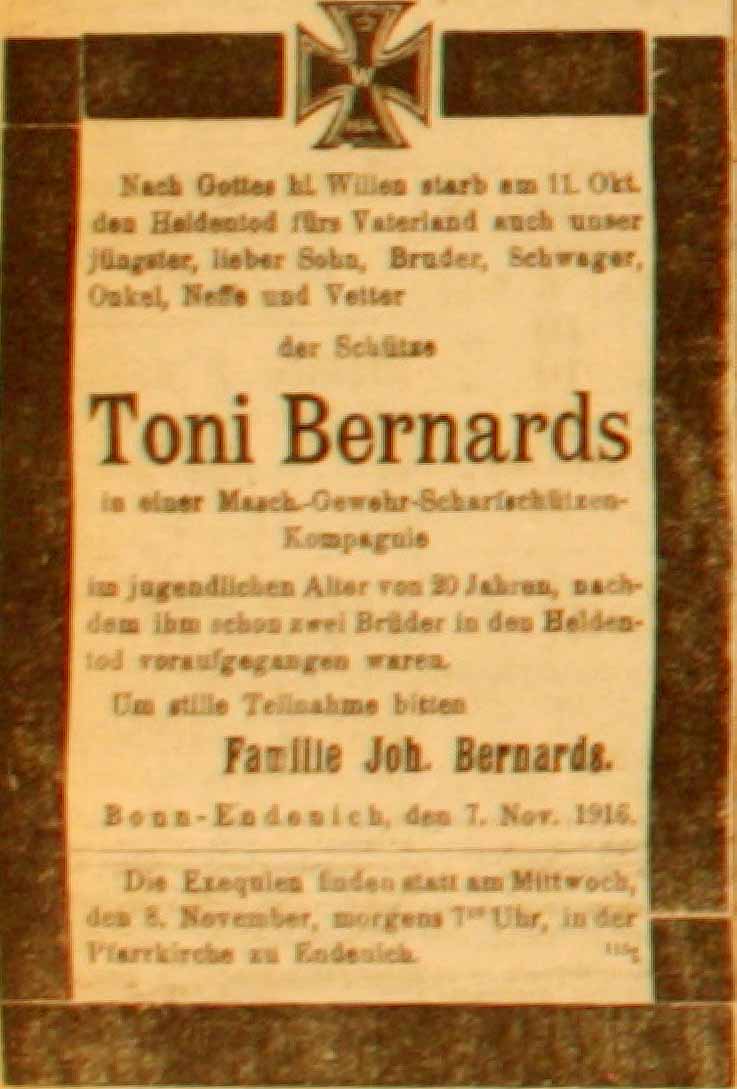 W
Nach Gottes hl. Willen starb am 11. Okt.
den Heldentod fürs Vaterland auch unser
jüngster, lieber Sohn, Bruder, Schwager,
Onkel, Neffe und Vetter
der Schütze
Toni Bernards
in einer Masch.-Gewehr-Scharfschützen-
Kompagnie
im jugendlichen Alter von 20 Jahren, nach-
dem ihm schon zwei Brüder in den Helden-
tod voraufgegangen waren.
Um stille Teilnahme bitten
Familie Joh. Bernards.
Bonn-Endenich, den 7. Nov. 1916.
Die Exequien finden statt am Mittwoch,
den 8. November, morgens Uhr, in der
Pfarrkirche zu Endenich.